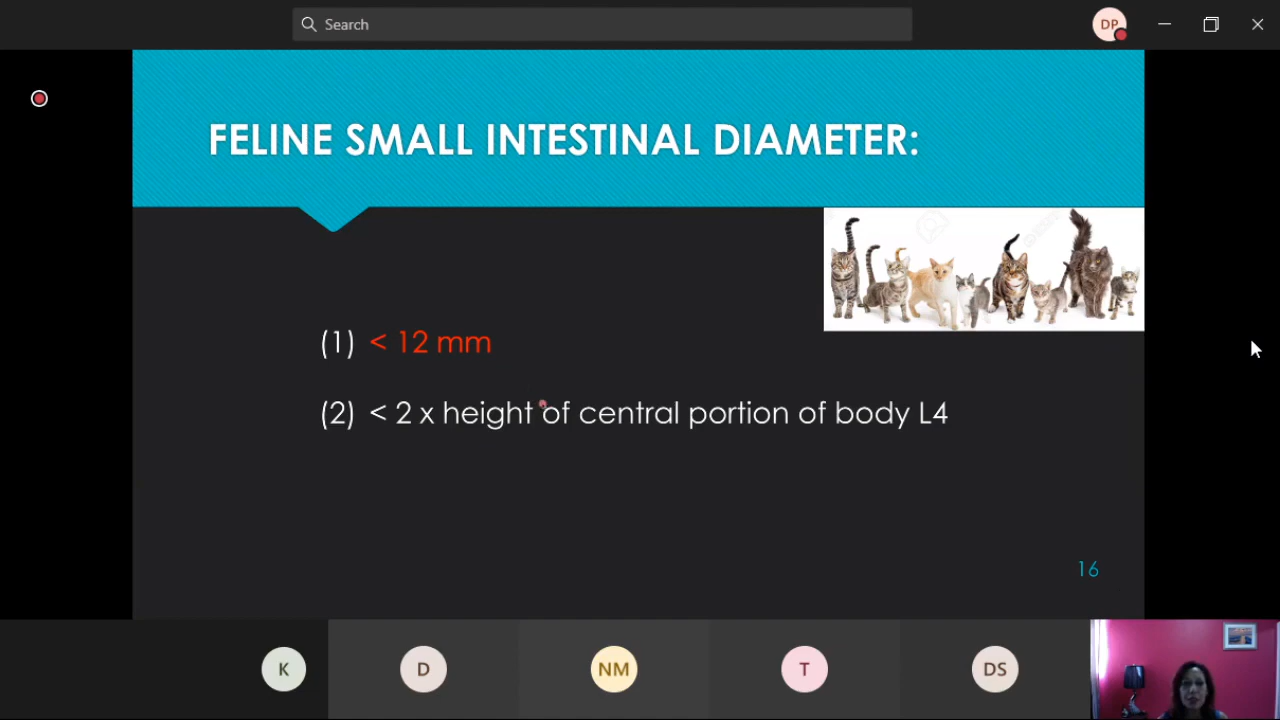 Search
DP
FELINE SMALL INTESTINAL DIAMETER:
(1) < 12 mm
(2) < 2 x height of central portion of body L4
16
K
D
NM
T
DS